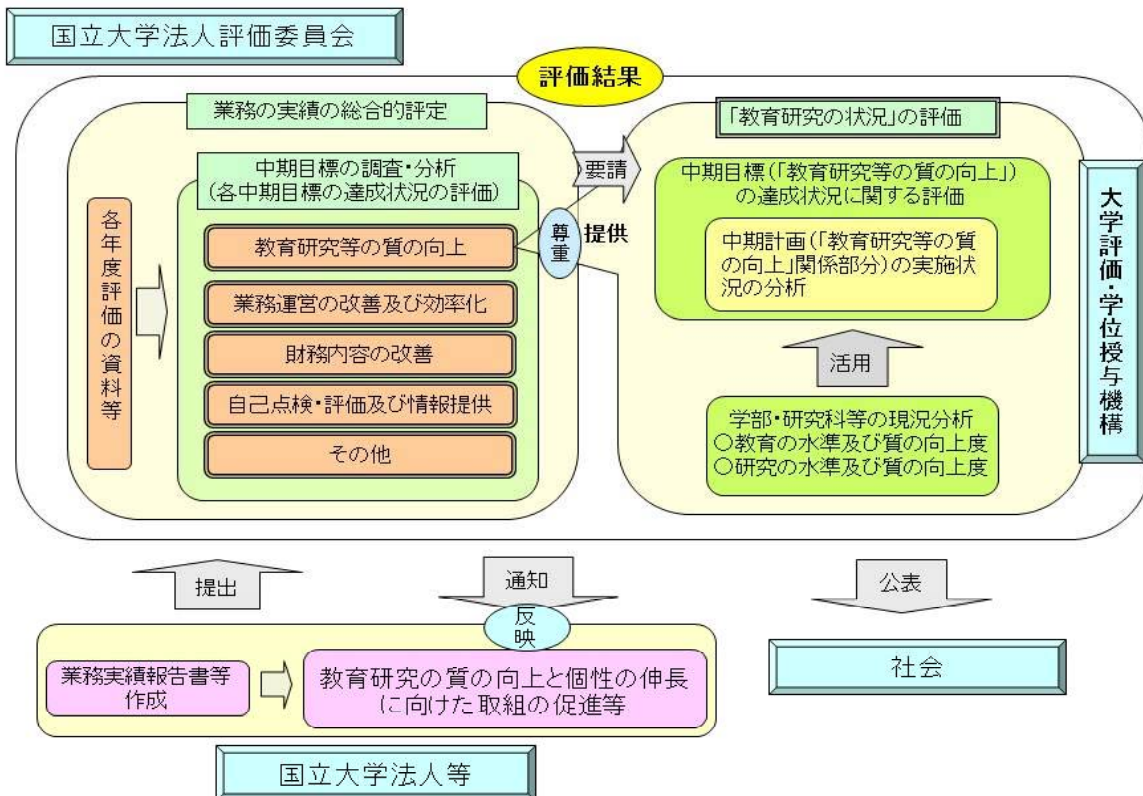 国立大学法人評価委員会
評価結果
業務の実績の総合的評定
「教育研究の状況」の評価
中期目標の調査・分析
(各中期目標の達成状況の評価)
要請
中期目標(「教育研究等の質の向上」)
の達成状況に関する評価
各年度評価の資料等
教育研究等の質の向上
尊重
提供
中期計画(「教育研究等の質
の向上」関係部分)の実施状
況の分析
大学評価・学位授与機構
業務運営の改善及び効率化
財務内容の改善
活用
自己点検・評価及び情報提供
学部・研究科等の現況分析
○教育の水準及び質の向上度
○研究の水準及び質の向上度
その他
提出
通知
公表
反映
業務実績報告書等
作成
教育研究の質の向上と個性の伸長
に向けた取組の促進等
社会
国立大学法人等